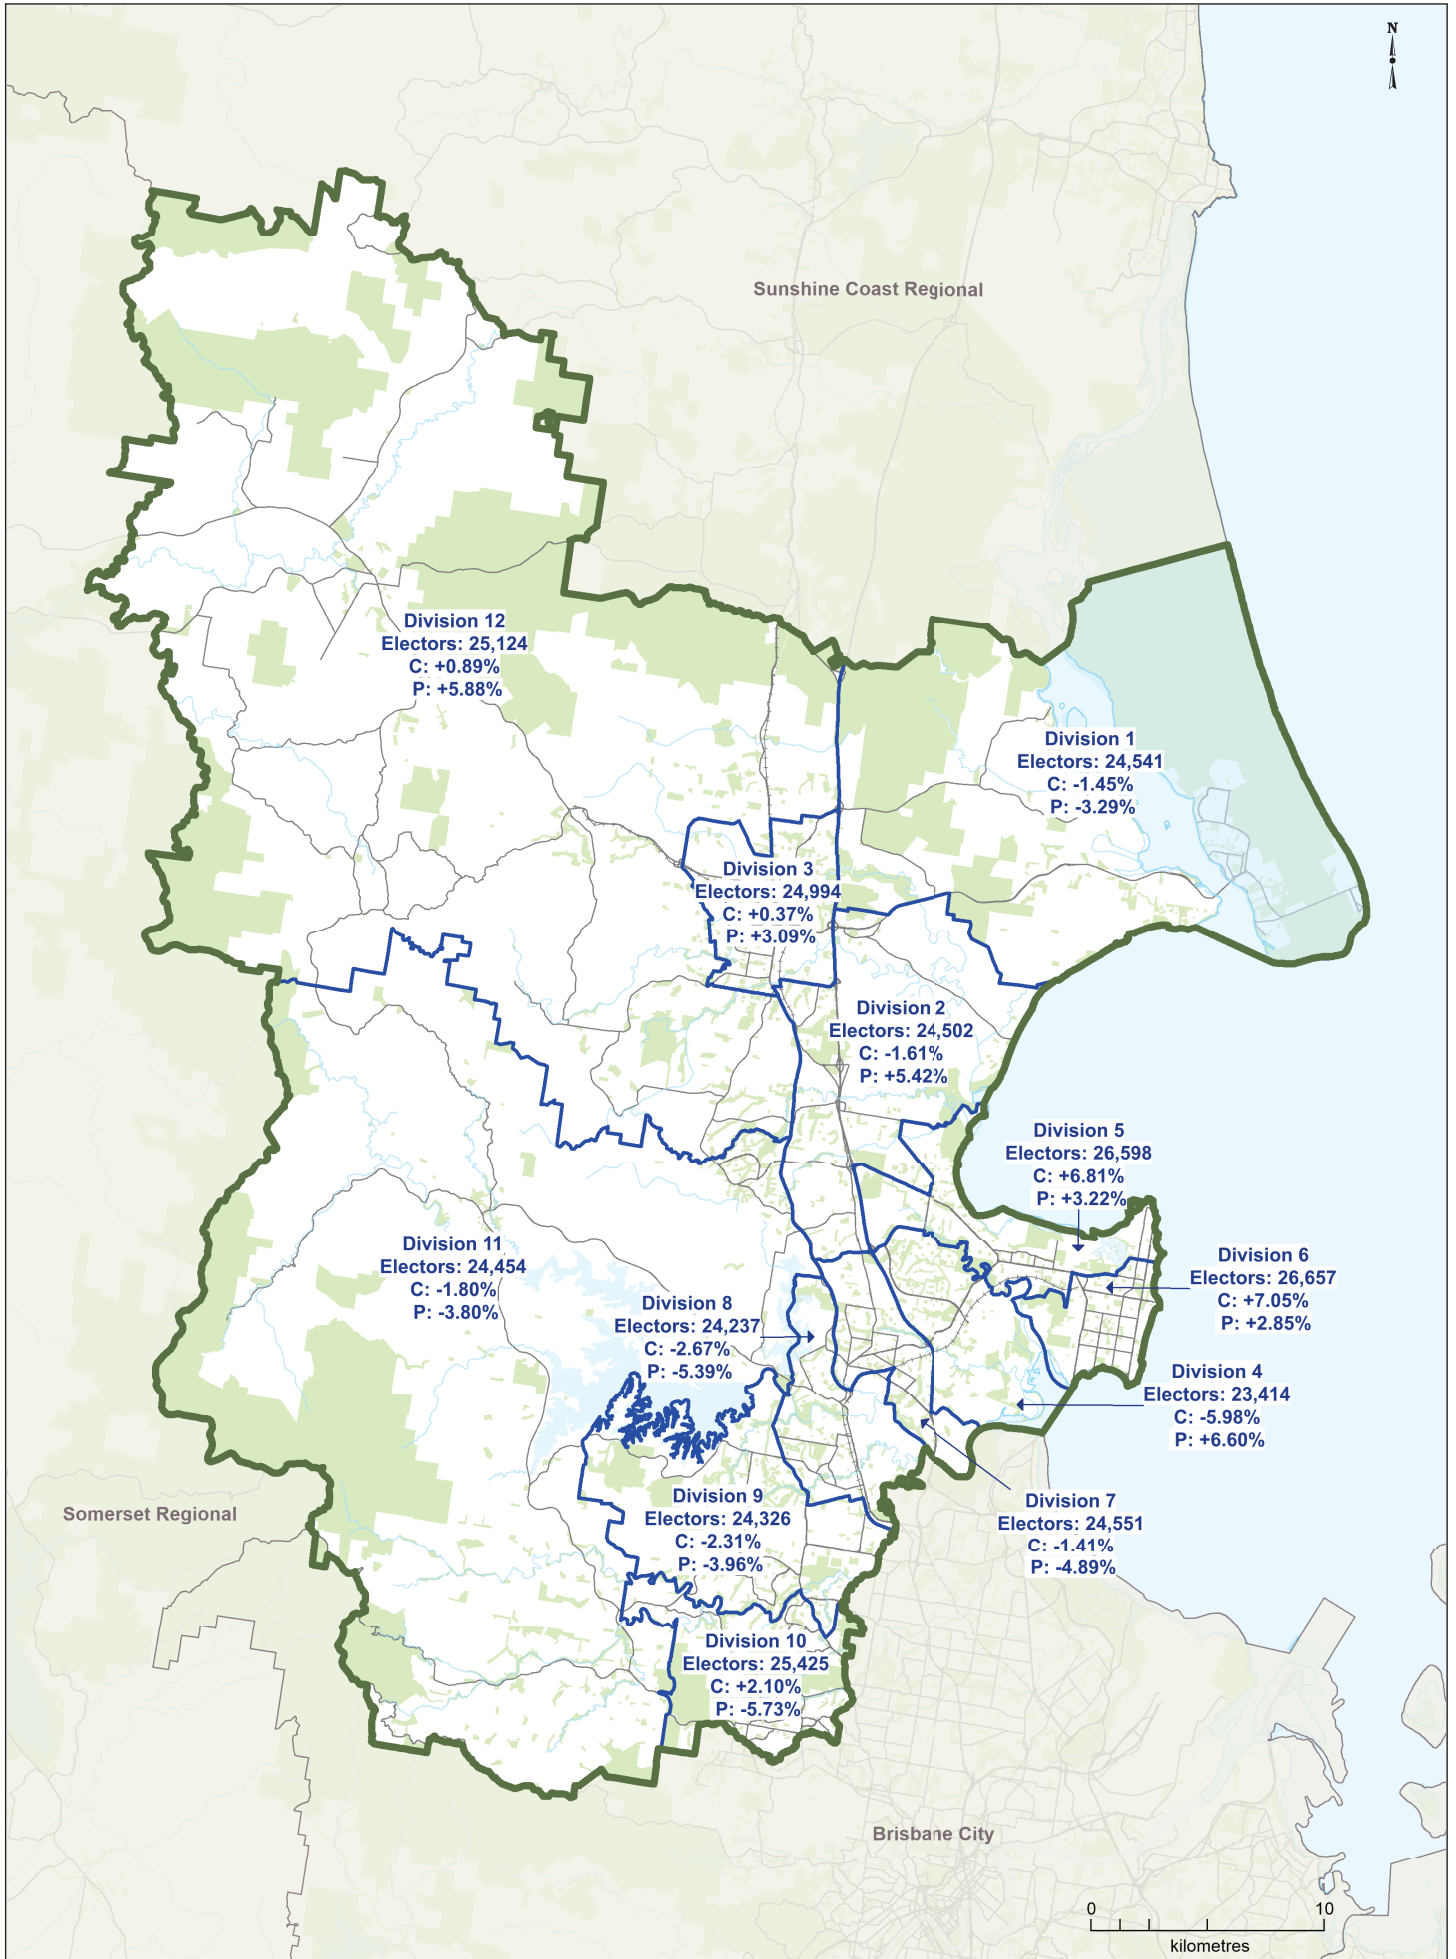 N
Sunshine Coast Regional
Division 12
Electors: 25,124
C: +0.89%
P: +5.88%
Division 1
Electors: 24,541
C: -1.45%
P: -3.29%
Division 3
Electors: 24,994
C: +0.37%
P: +3.09%
Division 2
Electors: 24,502
C: -1.61%
P: +5.42%
Division 5
Electors: 26,598
C: +6.81%
P: +3.22%
Division 11
Electors: 24,454
C: -1.80%
P: -3.80%
Division 6
Electors: 26,657
C: +7.05%
P: +2.85%
Division 8
Electors: 24,237
C: -2.67%
P: -5.39%
Division 4
Electors: 23,414
C: -5.98%
P: +6.60%
Somerset Regional
Division 9
Electors: 24,326
C: -2.31%
P: -3.96%
Division 7
Electors: 24,551
C: -1.41%
P: -4.89%
Division 10
Electors: 25,425
C: +2.10%
P: -5.73%
Brisbane City
0 10
kilometres